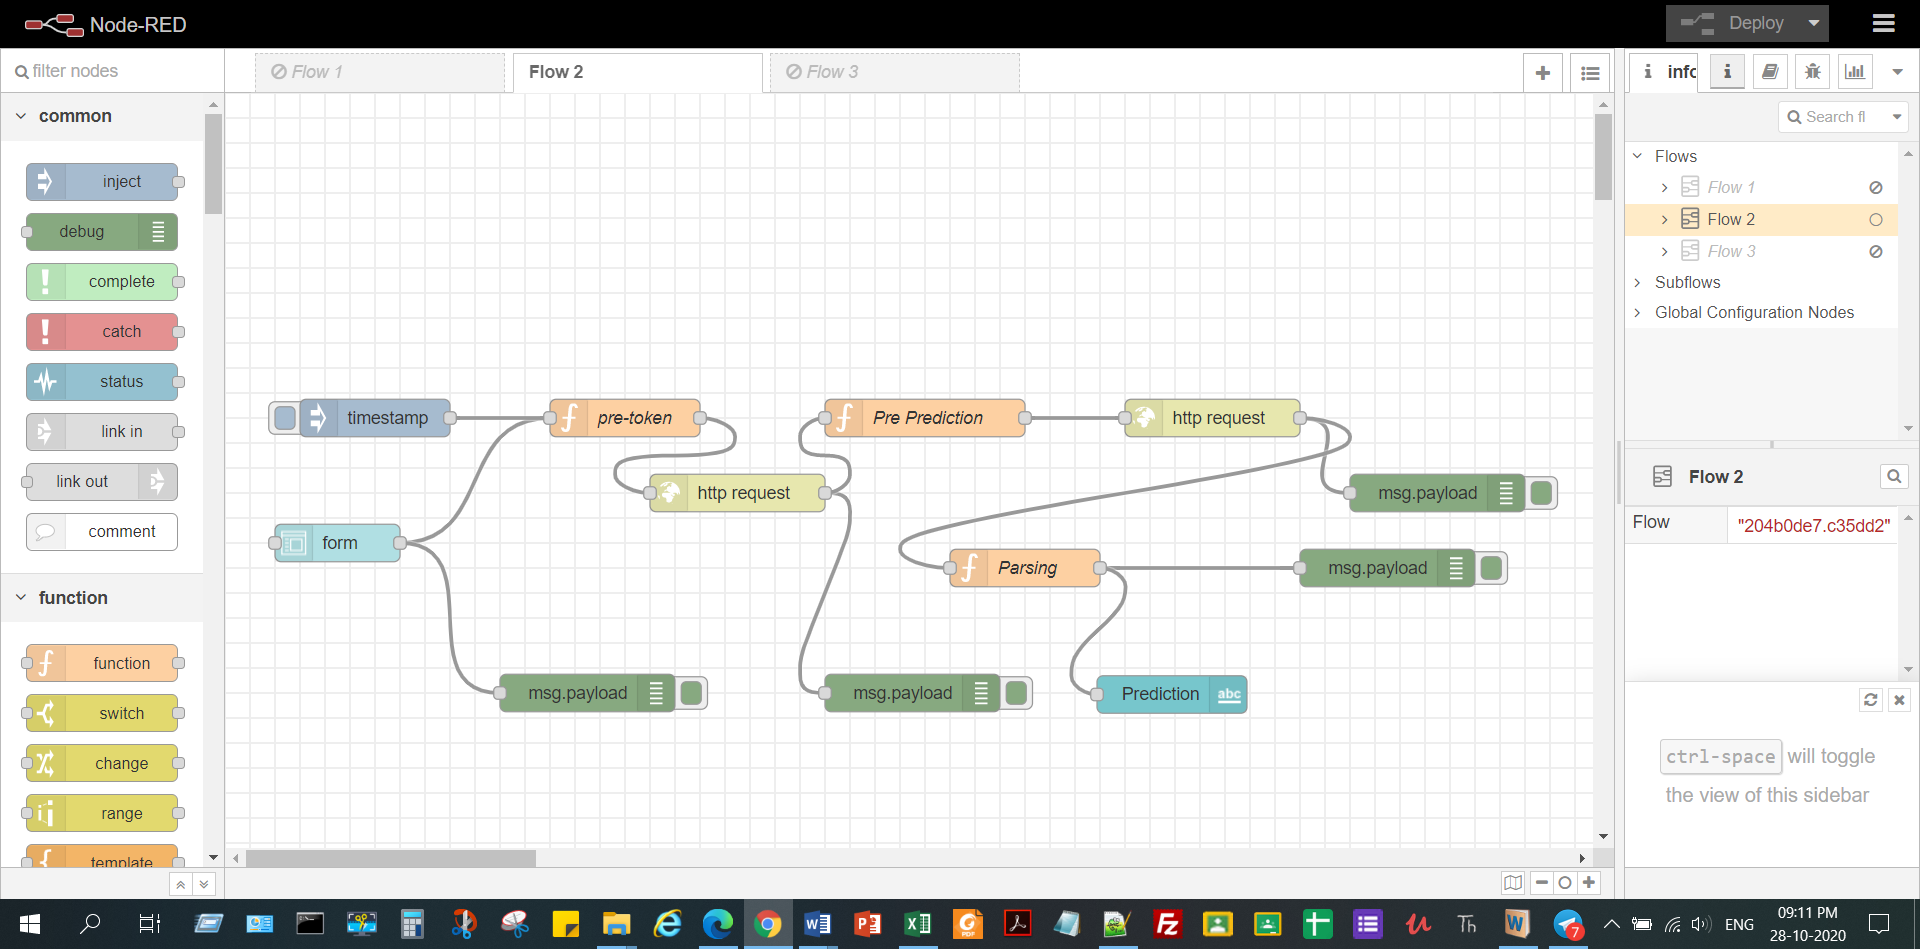 Node-RED
Deploy
filter nodes
Flow 1
Flow 2
Flow 3
info
common
inject
debug
complete
catch
status
link in
link out
comment
function
function
switch
change
range
template
timestamp
pre-token
Pre Prediction
http request
http request
msg.payload
form
Parsing
msg.payload
msg.payload
msg.payload
Prediction
abc
Search fl
Flows
Flow 1
Flow 2
Flow 3
Subflows
Global Configuration Nodes
Flow 2
Flow "204b0de7.c35dd2"
ctrl-space will toggle
the view of this sidebar
7
ENG
09:11 PM
28-10-2020